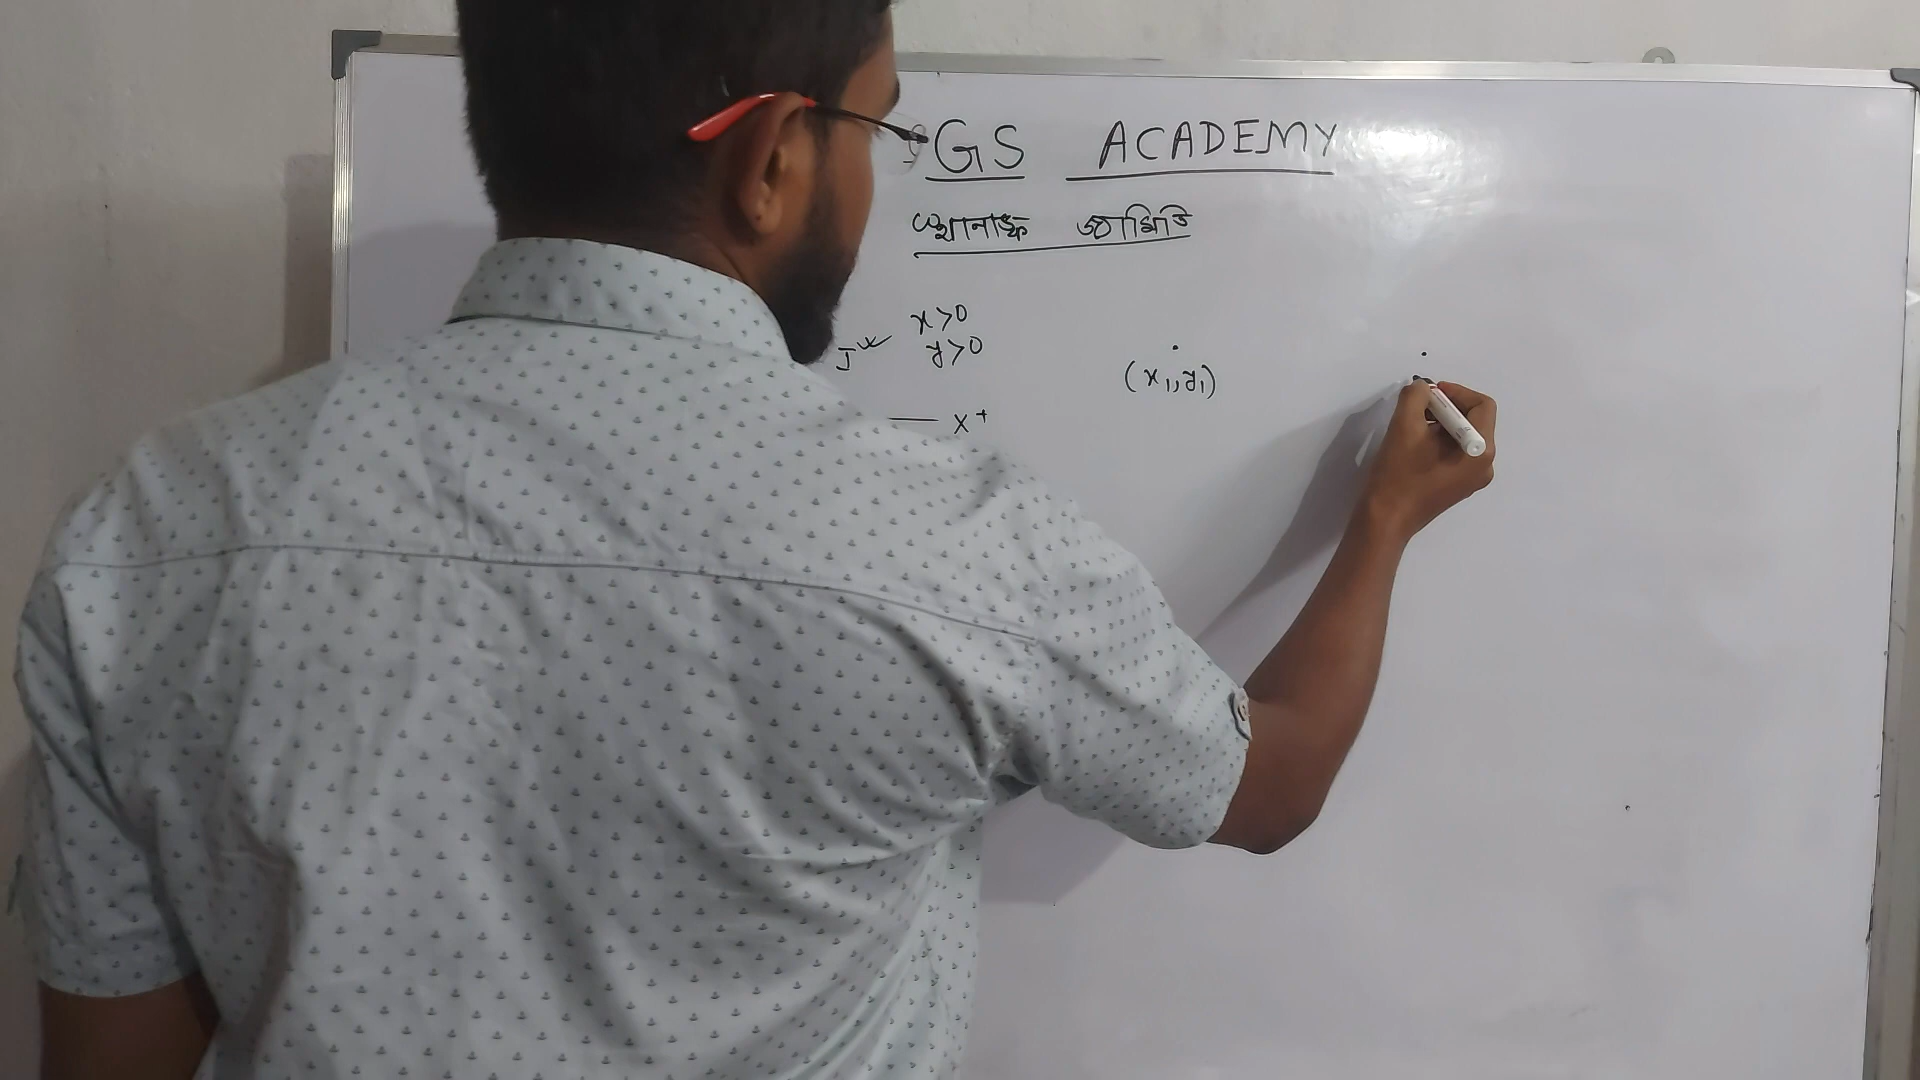 GS ACADEMY
স্থানাঙ্ক জ্যামিতি
x>0
y>0
(x₁, y₁)
x⁺